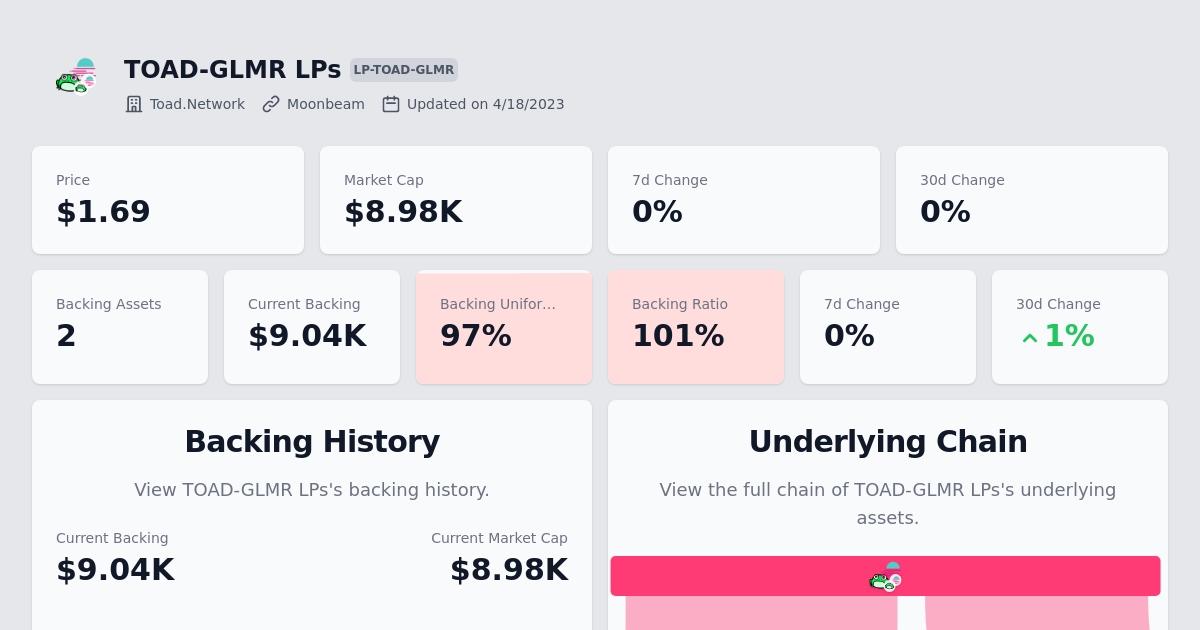 TOAD-GLMR LPs LP-TOAD-GLMR
Toad.Network Moonbeam Updated on 4/18/2023
Price
$1.69
Market Cap
$8.98K
7d Change
0%
30d Change
0%
Backing Assets
2
Current Backing
$9.04K
Backing Unifor...
97%
Backing Ratio
101%
7d Change
0%
30d Change
1%
Backing History
View TOAD-GLMR LPs's backing history.
Current Backing
$9.04K
Current Market Cap
$8.98K
Underlying Chain
View the full chain of TOAD-GLMR LPs's underlying
assets.